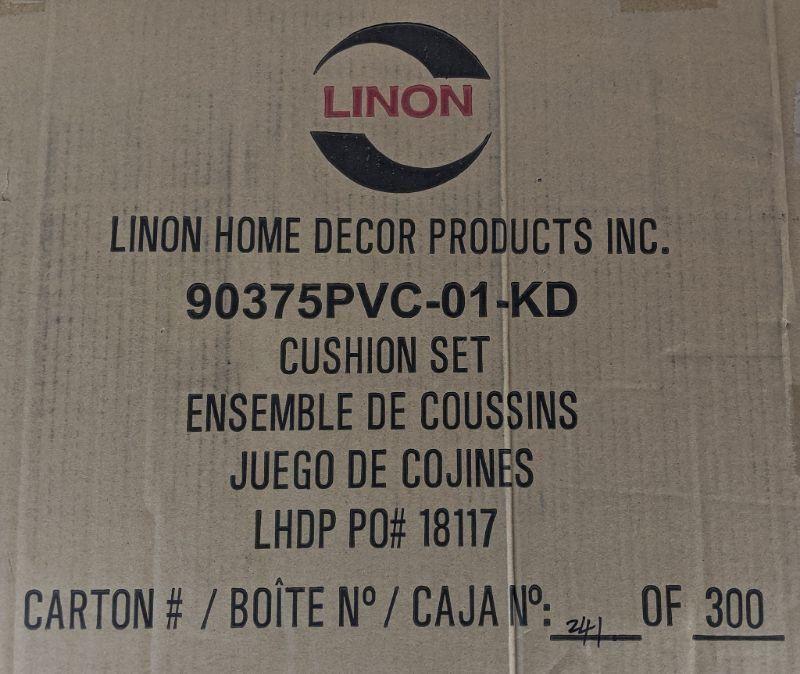 LINON
LINON HOME DECOR PRODUCTS INC.
90375PVC-01-KD
CUSHION SET
ENSEMBLE DE COUSSINS
JUEGO DE COJINES
LHDP PO# 18117
CARTON # / BOÎTE Nº / CAJA Nº: 241 OF 300